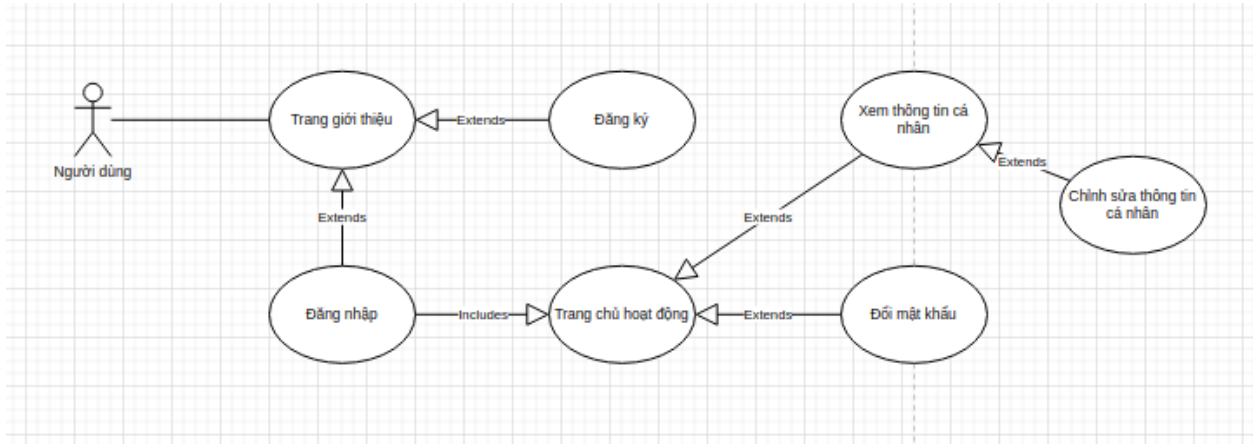 Trang giới thiệu
Extends
Đăng ký
Xem thông tin cá
nhân
Người dùng
Extends
Chỉnh sửa thông tin
cá nhân
Extends
Extends
Đăng nhập
Includes
Trang chủ hoạt động
Extends
Đổi mật khẩu